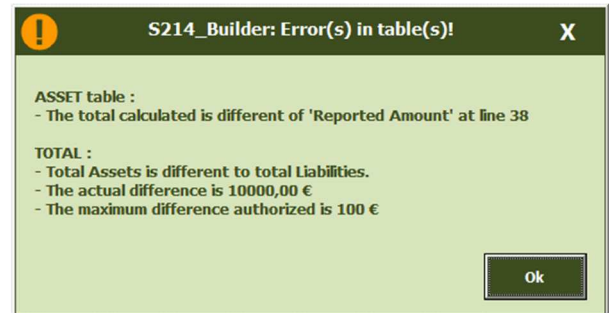 !
S214_Builder: Error(s) in table(s)!
X
ASSET table :
- The total calculated is different of 'Reported Amount' at line 38
TOTAL :
- Total Assets is different to total Liabilities.
- The actual difference is 10000,00 €
- The maximum difference authorized is 100 €
Ok